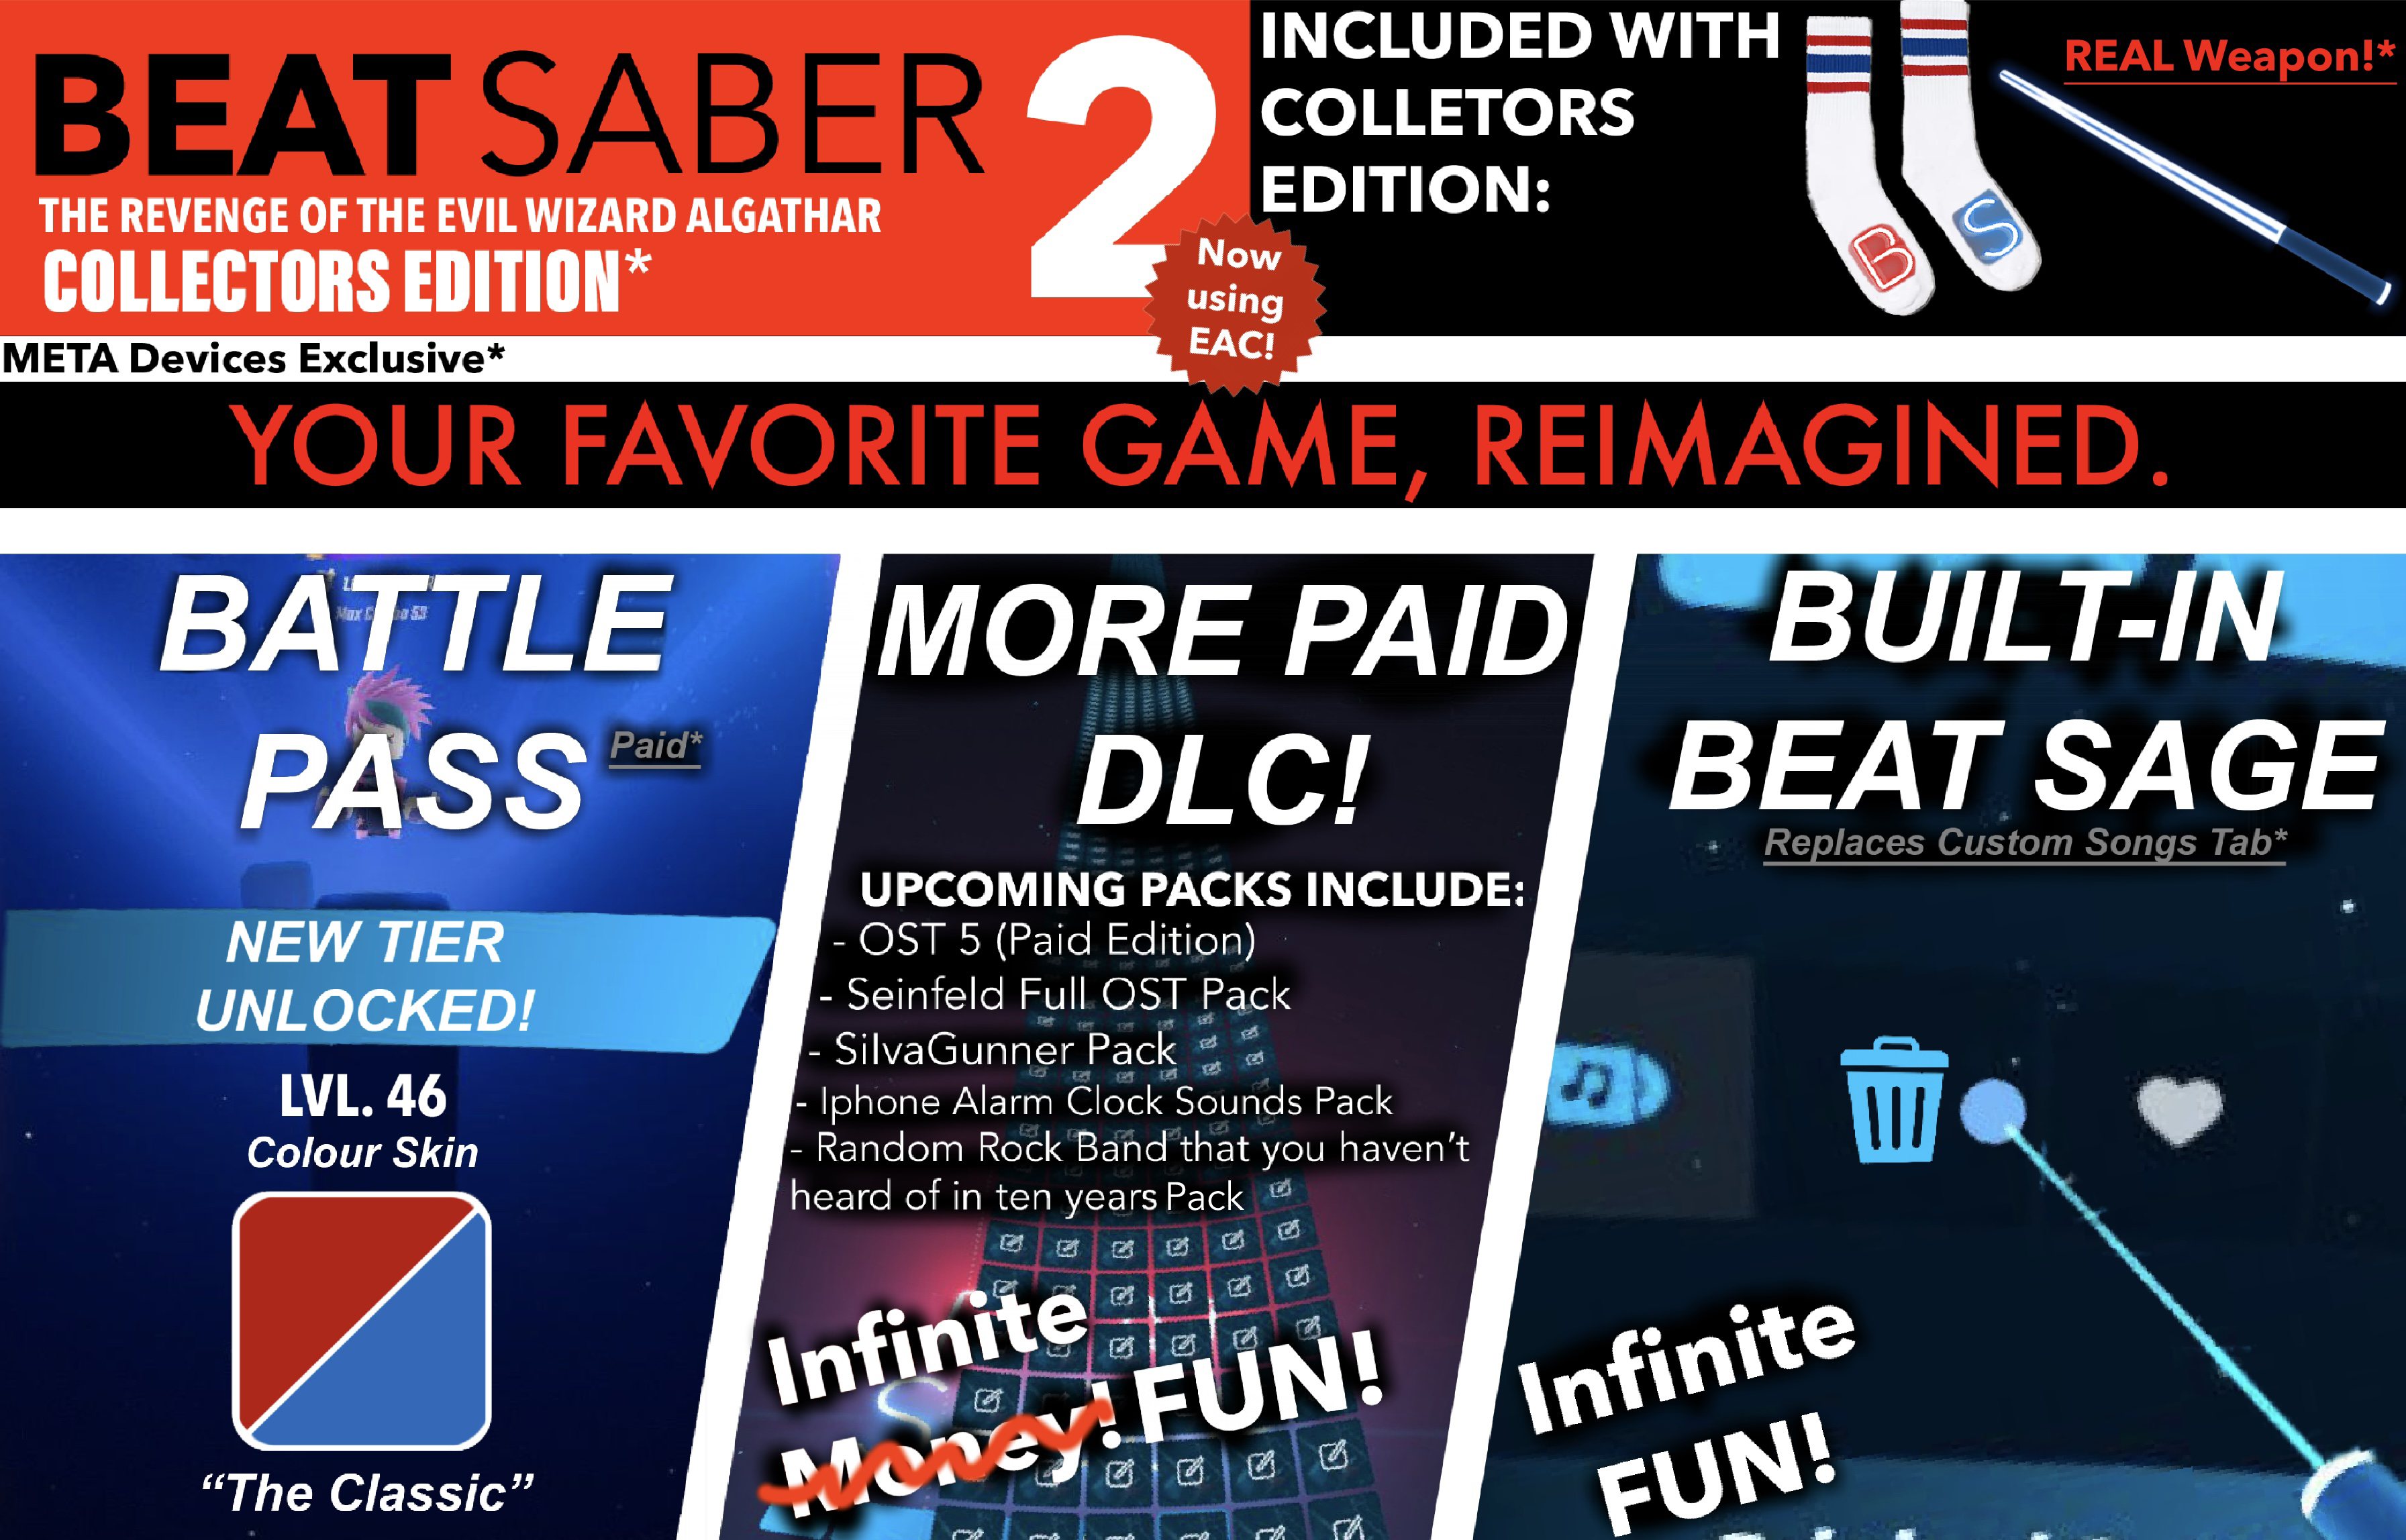 BEAT SABER 2
THE REVENGE OF THE EVIL WIZARD ALGATHAR
COLLECTORS EDITION*
INCLUDED WITH
COLLETORS
EDITION:
B S
REAL Weapon!*
Now
using
EAC!
META Devices Exclusive*
YOUR FAVORITE GAME, REIMAGINED.
BATTLE
PASS Paid*
NEW TIER
UNLOCKED!
LVL. 46
Colour Skin
“The Classic”
MORE PAID
DLC!
UPCOMING PACKS INCLUDE:
- OST 5 (Paid Edition)
- Seinfeld Full OST Pack
- SilvaGunner Pack
- Iphone Alarm Clock Sounds Pack
- Random Rock Band that you haven’t
heard of in ten years Pack
Infinite
Money! FUN!
BUILT-IN
BEAT SAGE
Replaces Custom Songs Tab*
Infinite
FUN!